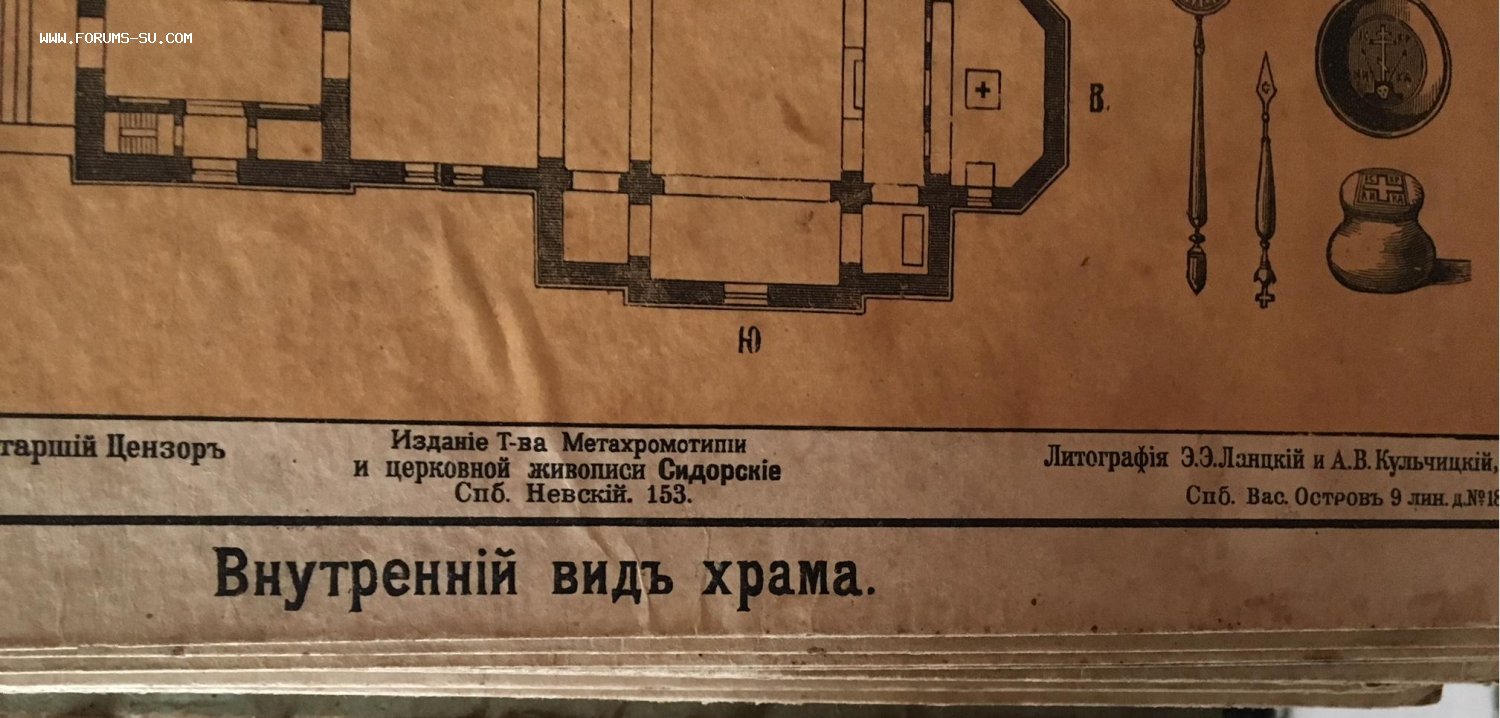 WWW.FORUMS-SU.COM
В.
Ю
таршій Цензоръ
Изданіе Т-ва Метахромотипіи
и церковной живописи Сидорскіе
Спб. Невскій. 153.
Литографія Э.Э.Ланцкій и А.В.Кульчицкій,
Спб. Вас. Островъ 9 лин. д.№18
Внутренній видъ храма.